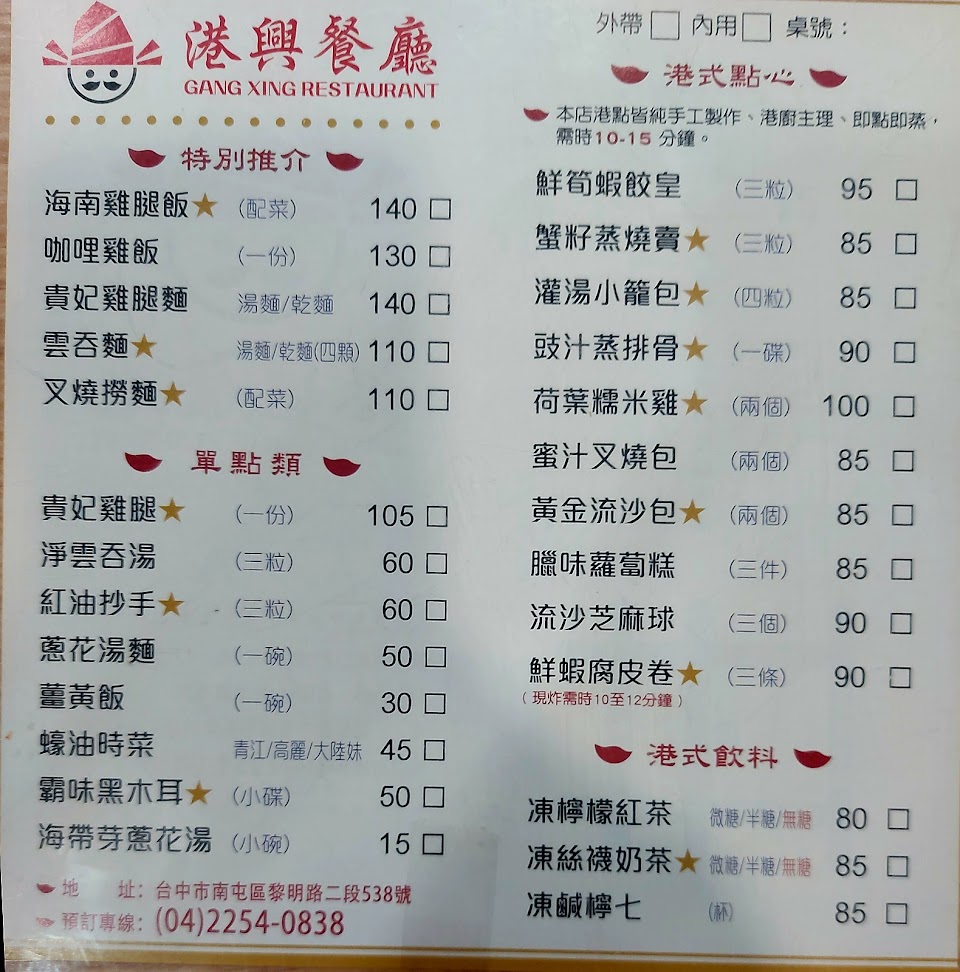 港興餐廳
GANG XING RESTAURANT
特別推介
海南雞腿飯★ (配菜) 140 □
咖哩雞飯 (一份) 130 □
貴妃雞腿麵 湯麵/乾麵 140 □
雲吞麵★ 湯麵/乾麵(四顆) 110 □
叉燒撈麵★ (配菜) 110 □
單點類
貴妃雞腿★ (一份) 105 □
淨雲吞湯 (三粒) 60 □
紅油抄手★ (三粒) 60 □
蔥花湯麵 (一碗) 50 □
薑黃飯 (一碗) 30 □
蠔油時菜 青江/高麗/大陸妹 45 □
霸味黑木耳★ (小碟) 50 □
海帶芽蔥花湯 (小碗) 15 □
地 址：台中市南屯區黎明路二段538號
預訂專線：(04)2254-0838
外帶 □ 內用 □ 桌號：
港式點心
本店港點皆純手工製作、港廚主理、即點即蒸，
需時10-15 分鐘。
鮮筍蝦餃皇 (三粒) 95 □
蟹籽蒸燒賣★ (三粒) 85 □
灌湯小籠包★ (四粒) 85 □
豉汁蒸排骨★ (一碟) 90 □
荷葉糯米雞★ (兩個) 100 □
蜜汁叉燒包 (兩個) 85 □
黃金流沙包★ (兩個) 85 □
臘味蘿蔔糕 (三件) 85 □
流沙芝麻球 (三個) 90 □
鮮蝦腐皮卷★ (三條) 90 □
(現炸需時10至12分鐘)
港式飲料
凍檸檬紅茶 微糖/半糖/無糖 80 □
凍絲襪奶茶★ 微糖/半糖/無糖 85 □
凍鹹檸七 (杯) 85 □